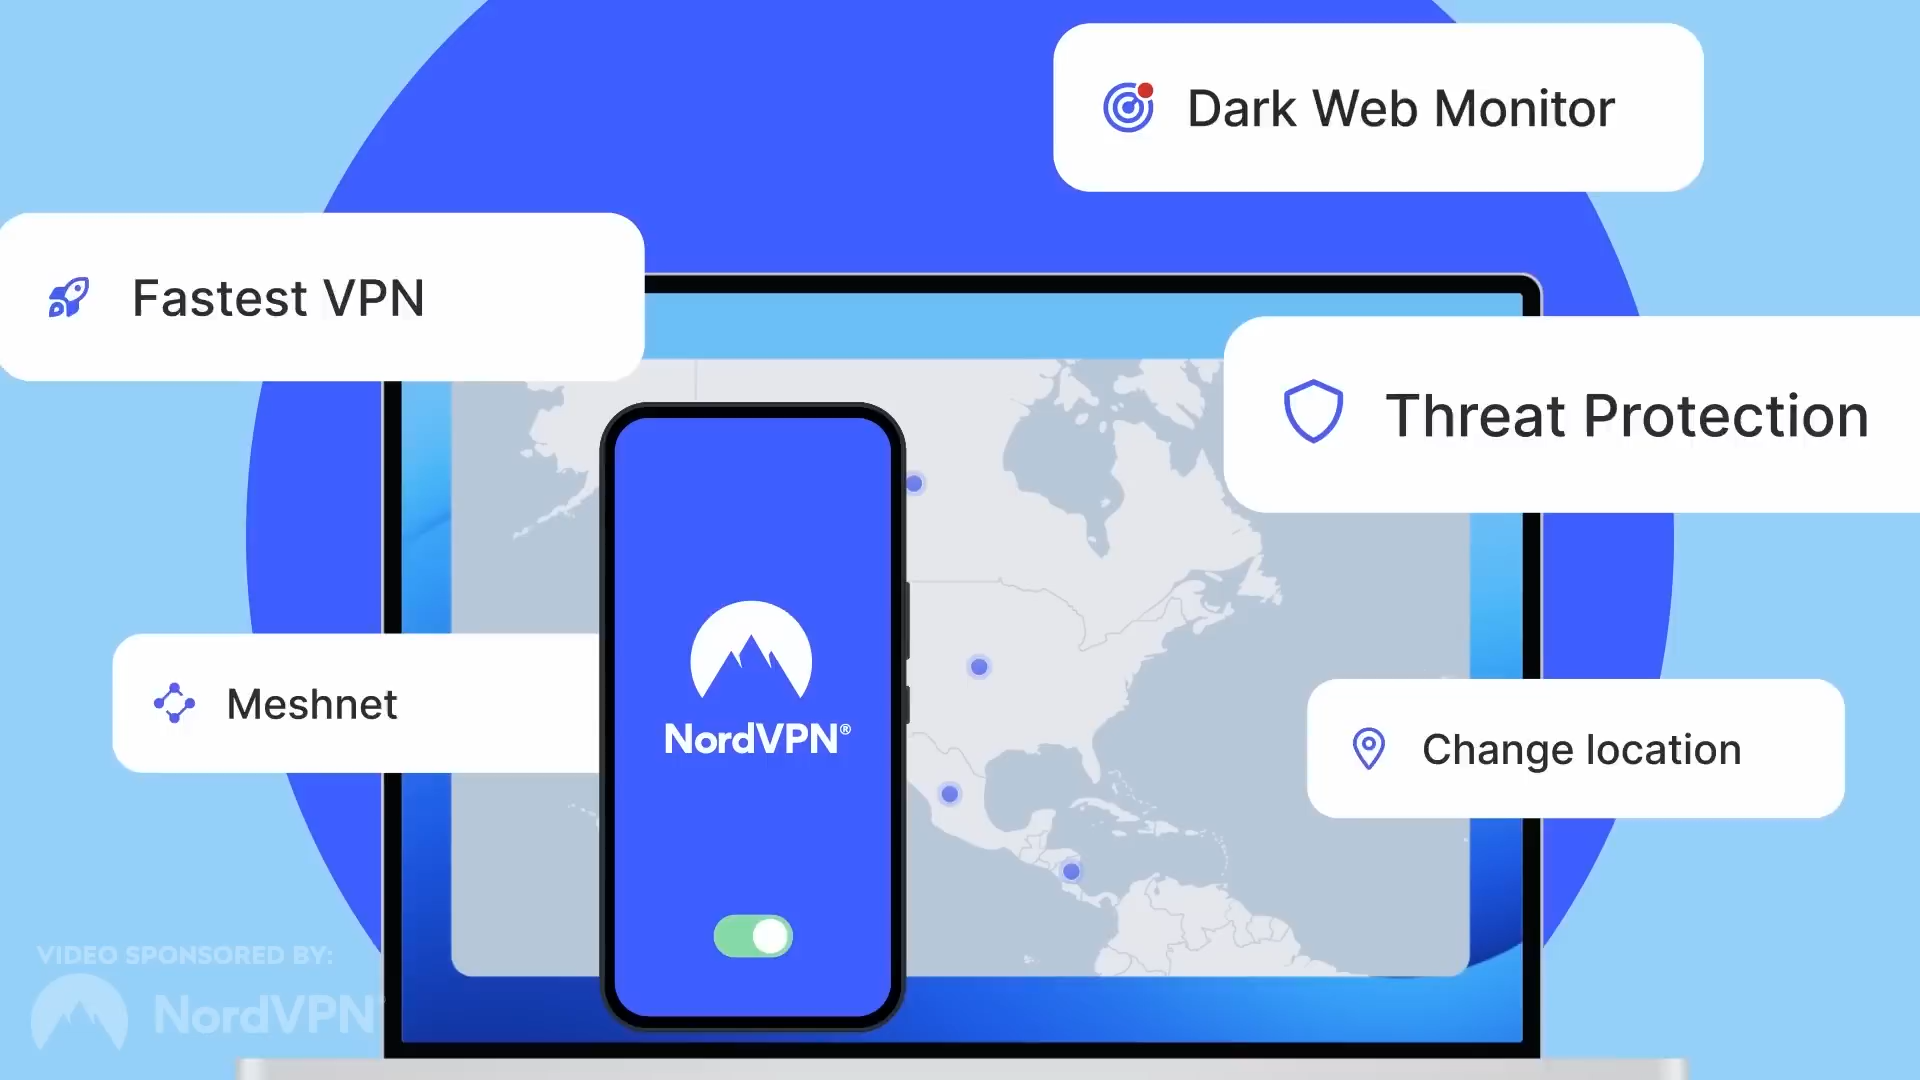 Dark Web Monitor
Fastest VPN
Threat Protection
Meshnet
NordVPN®
Change location
VIDEO SPONSORED BY:
NordVPN®